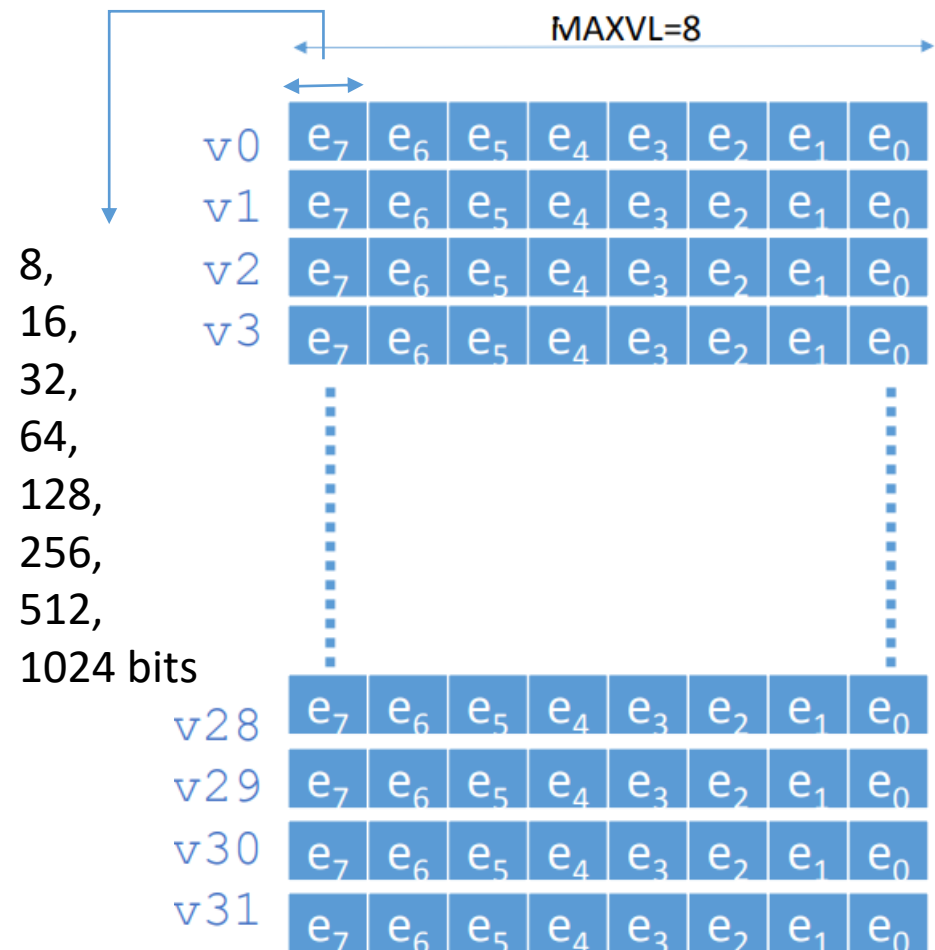 MAXVL=8
v0 e7 e6 e5 e4 e3 e2 e1 e0
v1 e7 e6 e5 e4 e3 e2 e1 e0
v2 e7 e6 e5 e4 e3 e2 e1 e0
v3 e7 e6 e5 e4 e3 e2 e1 e0
8,
16,
32,
64,
128,
256,
512,
1024 bits
v28 e7 e6 e5 e4 e3 e2 e1 e0
v29 e7 e6 e5 e4 e3 e2 e1 e0
v30 e7 e6 e5 e4 e3 e2 e1 e0
v31 e7 e6 e5 e4 e3 e2 e1 e0